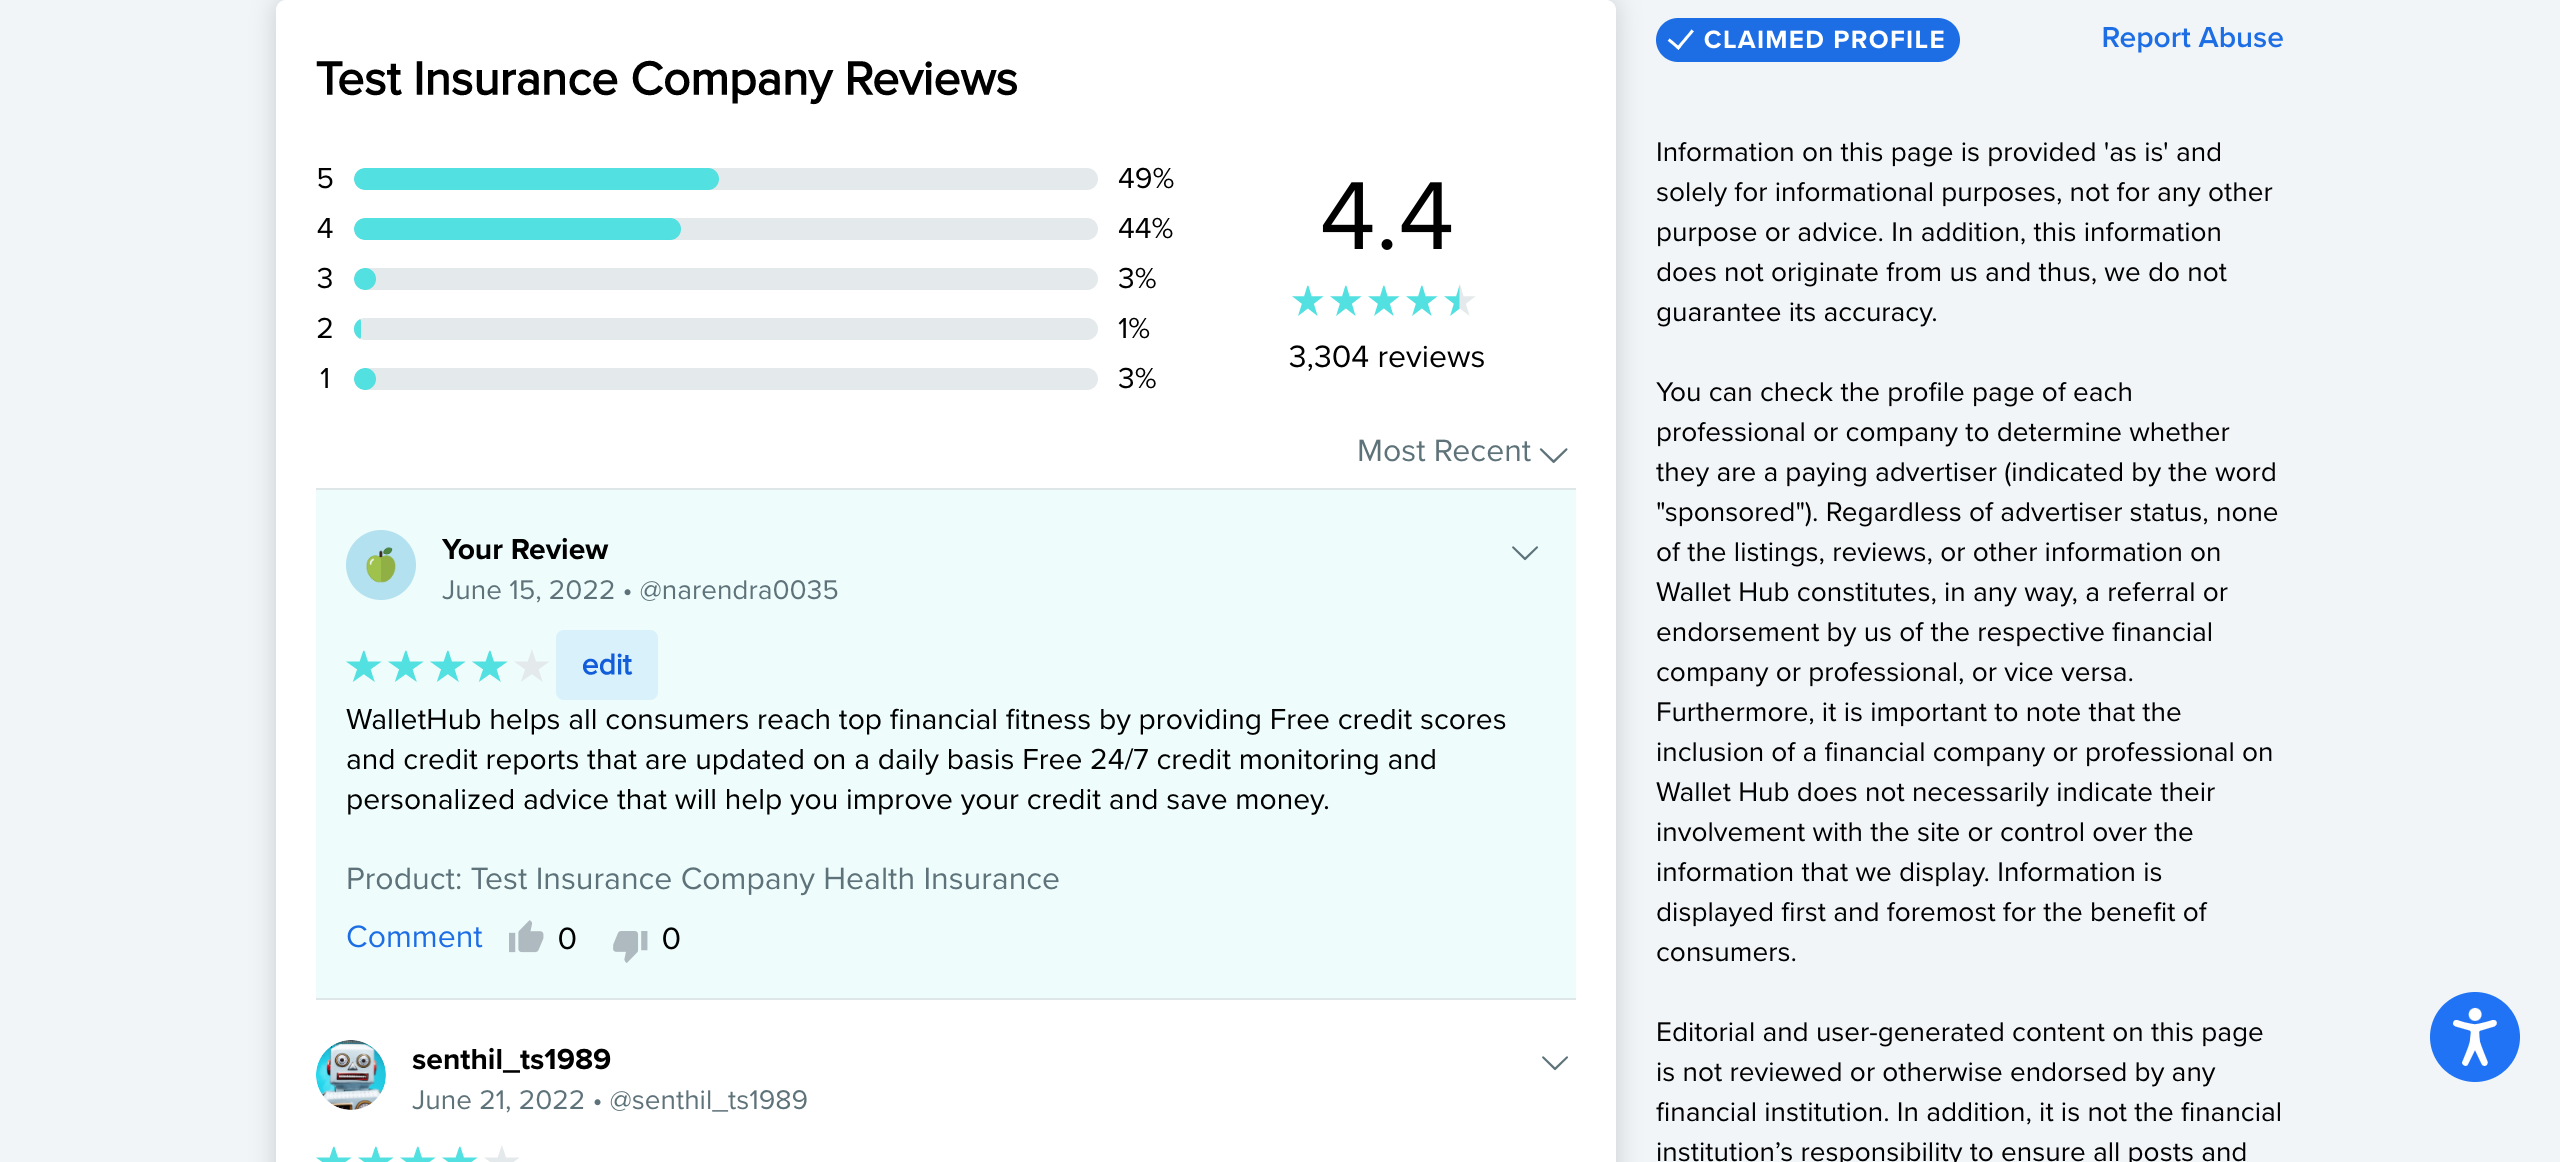 Test Insurance Company Reviews
5 49%
4 44%
3 3%
2 1%
1 3%
4.4
3,304 reviews
Most Recent
Your Review
June 15, 2022 • @narendra0035
edit
WalletHub helps all consumers reach top financial fitness by providing Free credit scores
and credit reports that are updated on a daily basis Free 24/7 credit monitoring and
personalized advice that will help you improve your credit and save money.
Product: Test Insurance Company Health Insurance
Comment 0 0
senthil_ts1989
June 21, 2022 • @senthil_ts1989
CLAIMED PROFILE
Report Abuse
Information on this page is provided 'as is' and
solely for informational purposes, not for any other
purpose or advice. In addition, this information
does not originate from us and thus, we do not
guarantee its accuracy.
You can check the profile page of each
professional or company to determine whether
they are a paying advertiser (indicated by the word
"sponsored"). Regardless of advertiser status, none
of the listings, reviews, or other information on
Wallet Hub constitutes, in any way, a referral or
endorsement by us of the respective financial
company or professional, or vice versa.
Furthermore, it is important to note that the
inclusion of a financial company or professional on
Wallet Hub does not necessarily indicate their
involvement with the site or control over the
information that we display. Information is
displayed first and foremost for the benefit of
consumers.
Editorial and user-generated content on this page
is not reviewed or otherwise endorsed by any
financial institution. In addition, it is not the financial
institution’s responsibility to ensure all posts and